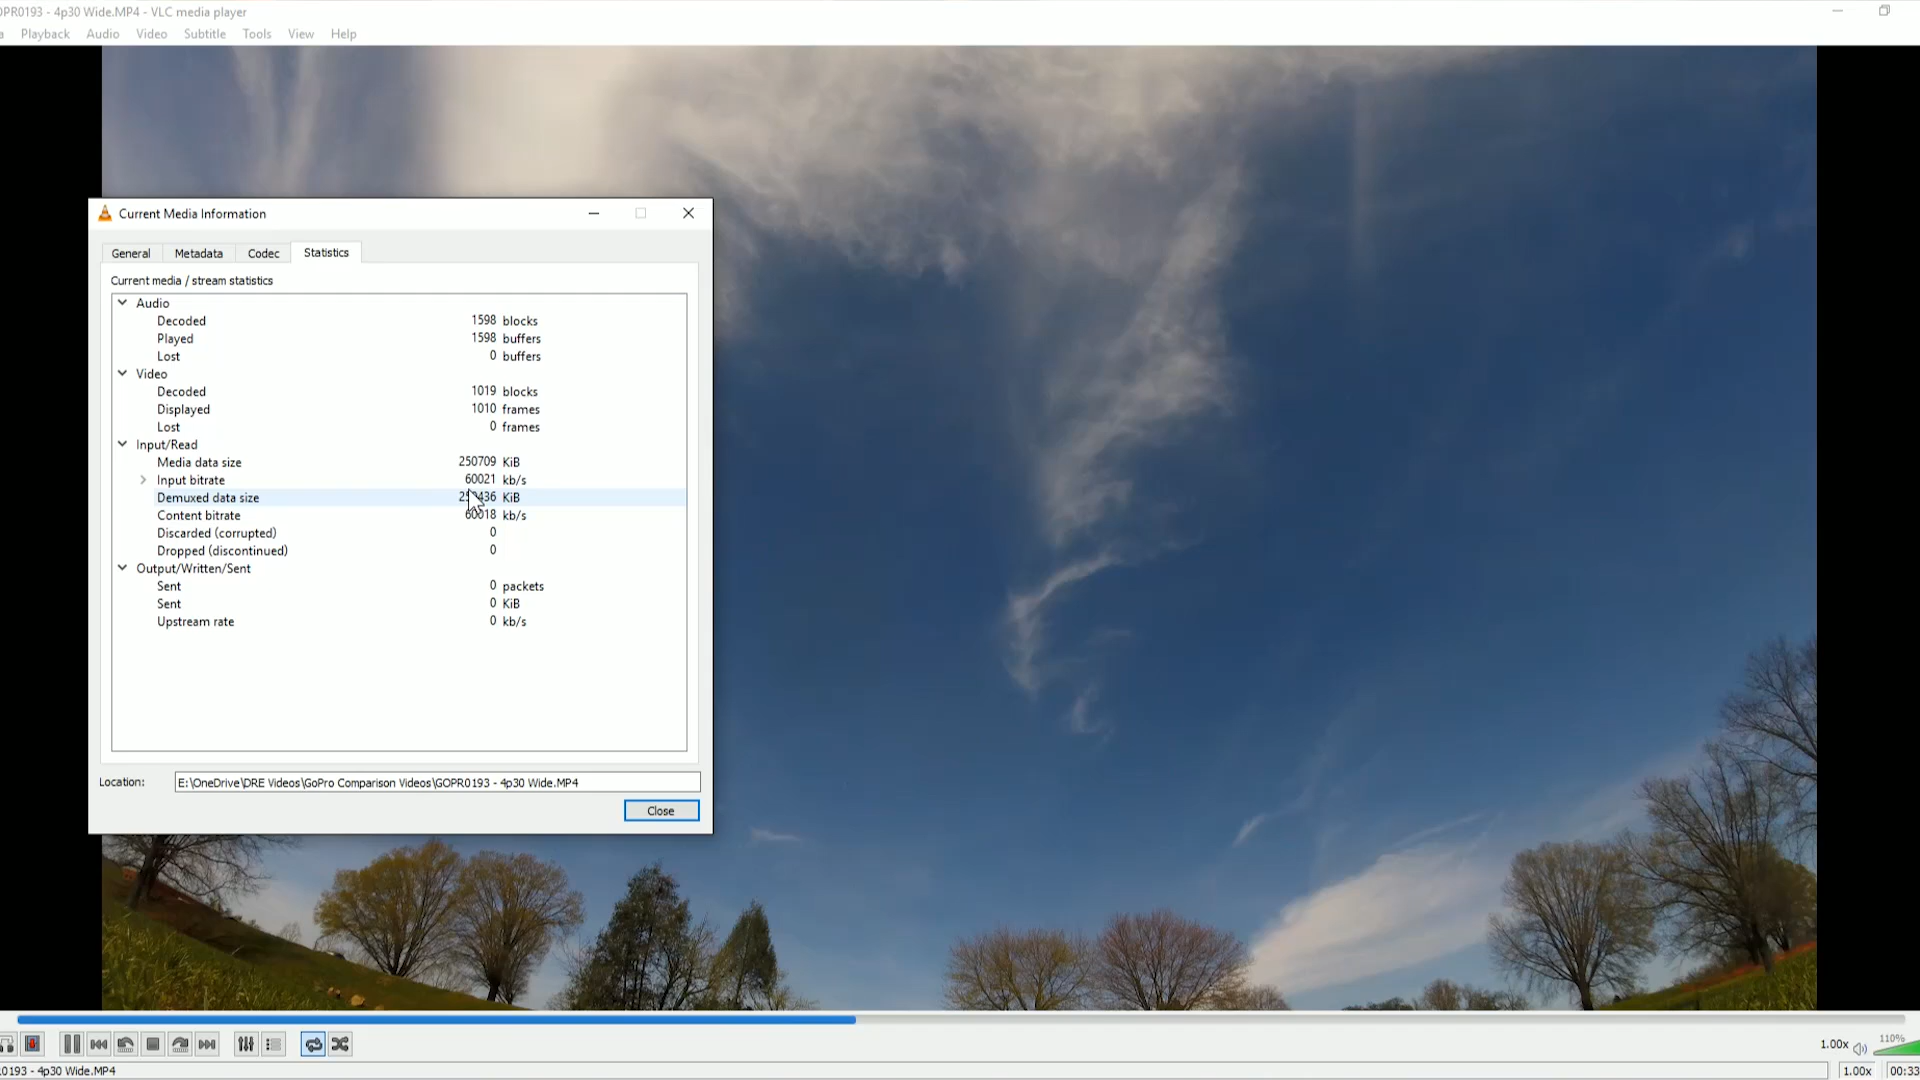 OPR0193 - 4p30 Wide.MP4 - VLC media player
Playback Audio Video Subtitle Tools View Help
Current Media Information
General Metadata Codec Statistics
Current media / stream statistics
Audio
Decoded 1598 blocks
Played 1598 buffers
Lost 0 buffers
Video
Decoded 1019 blocks
Displayed 1010 frames
Lost 0 frames
Input/Read
Media data size 250709 KiB
Input bitrate 60021 kb/s
Demuxed data size KiB
Content bitrate 60018 kb/s
Discarded (corrupted) 0
Dropped (discontinued) 0
Output/Written/Sent
Sent 0 packets
Sent 0 KiB
Upstream rate 0 kb/s
Location: E:\OneDrive\DRE Videos\GoPro Comparison Videos\GOPR0193 - 4p30 Wide.MP4
Close
1.00x 110%
0193 - 4p30 Wide.MP4 1.00x 00:33